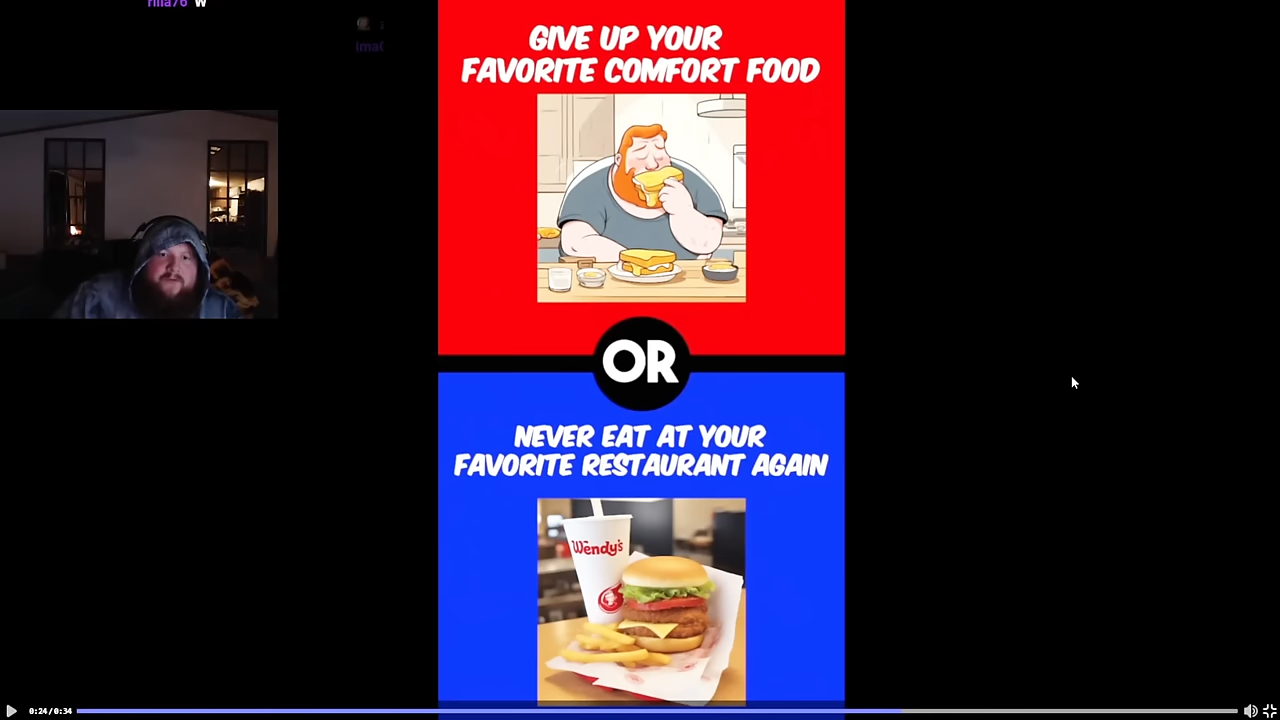 W
GIVE UP YOUR
FAVORITE COMFORT FOOD
OR
NEVER EAT AT YOUR
FAVORITE RESTAURANT AGAIN
Wendy's
0:24/0:34